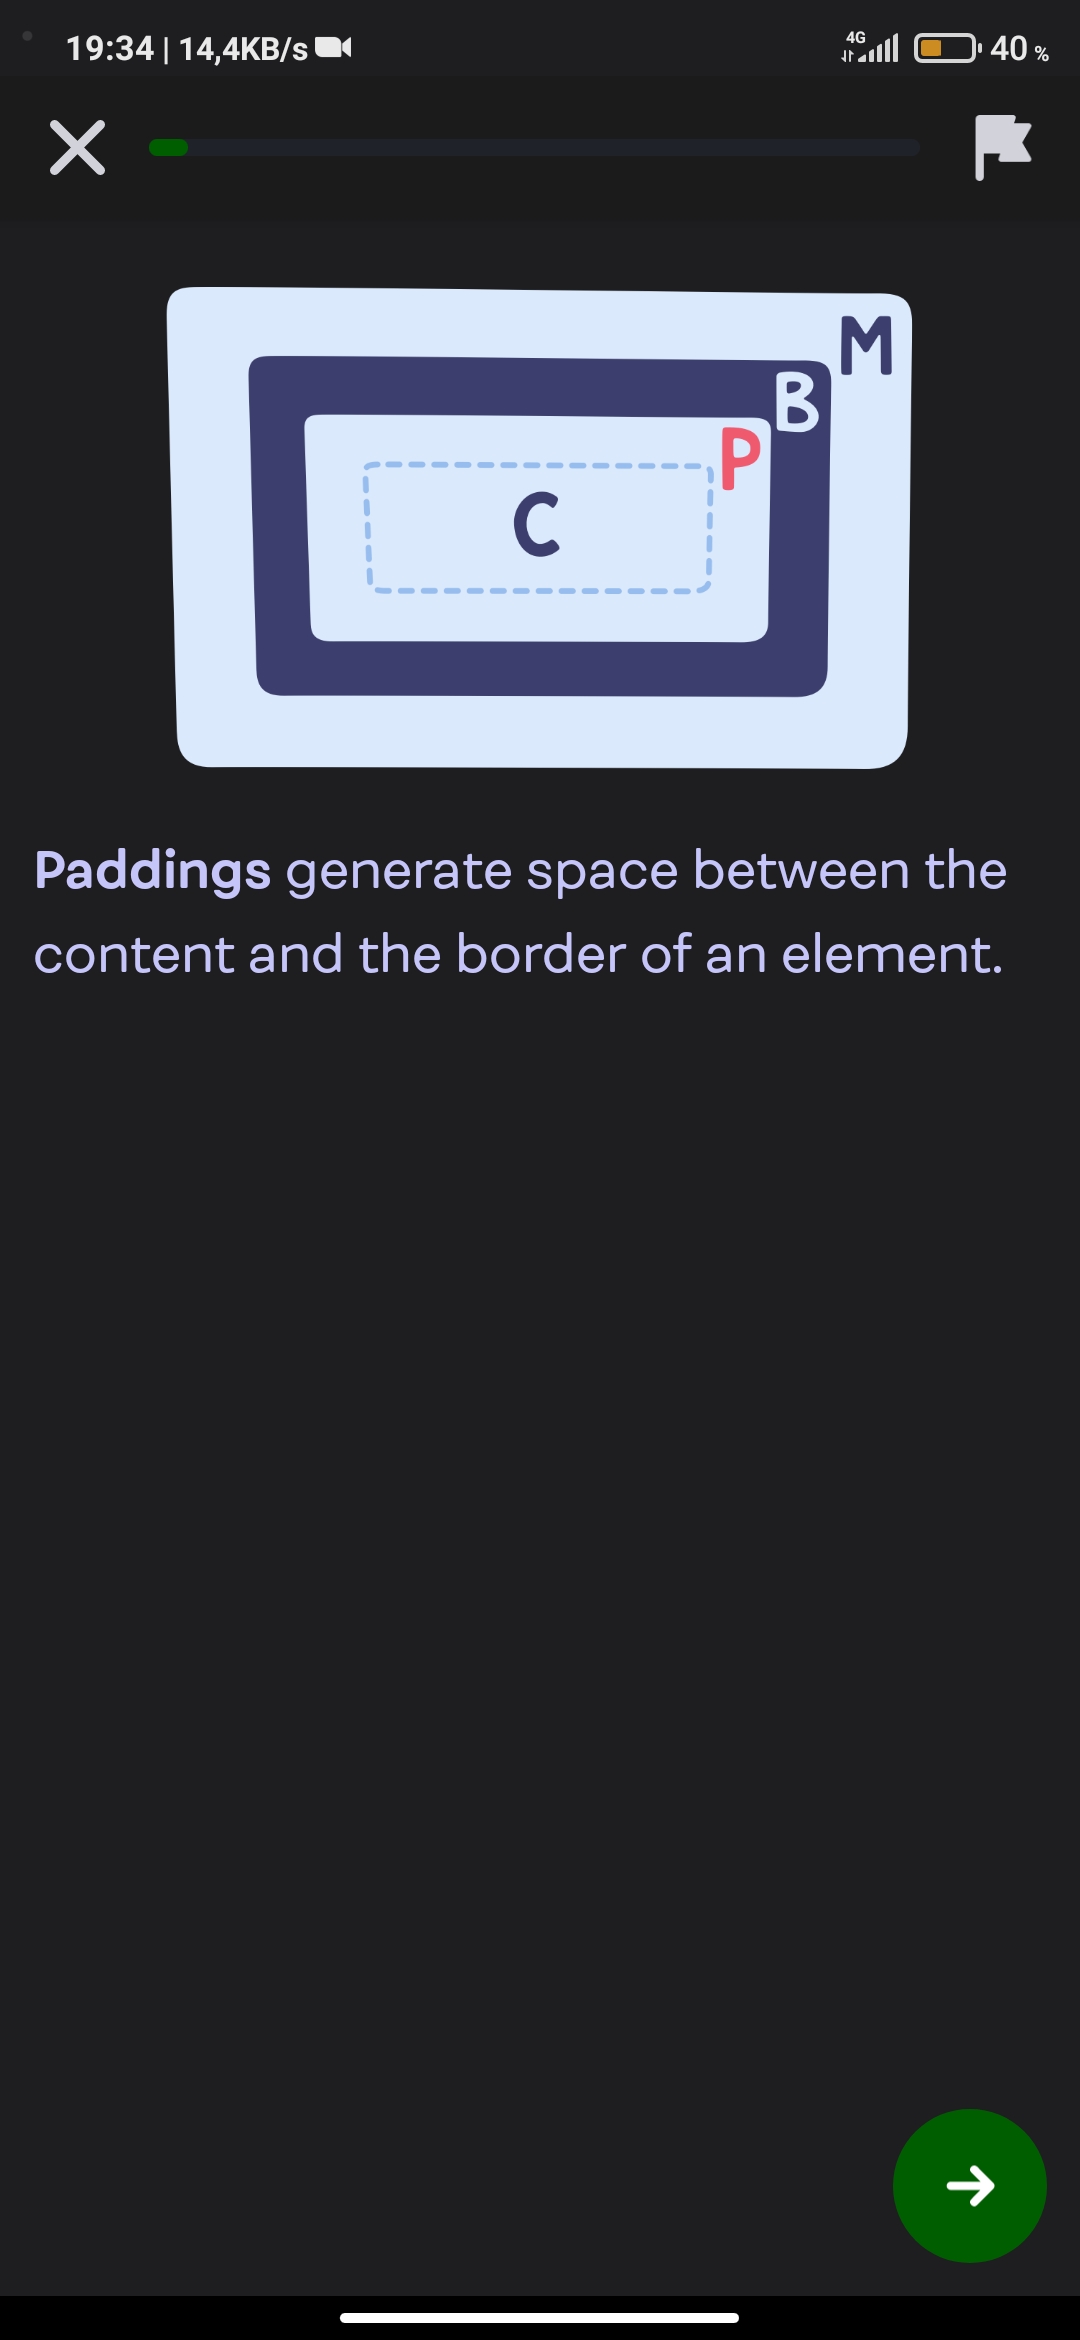 19:34 | 14,4KB/s
4G
40 %
M
B
P
C
Paddings generate space between the
content and the border of an element.